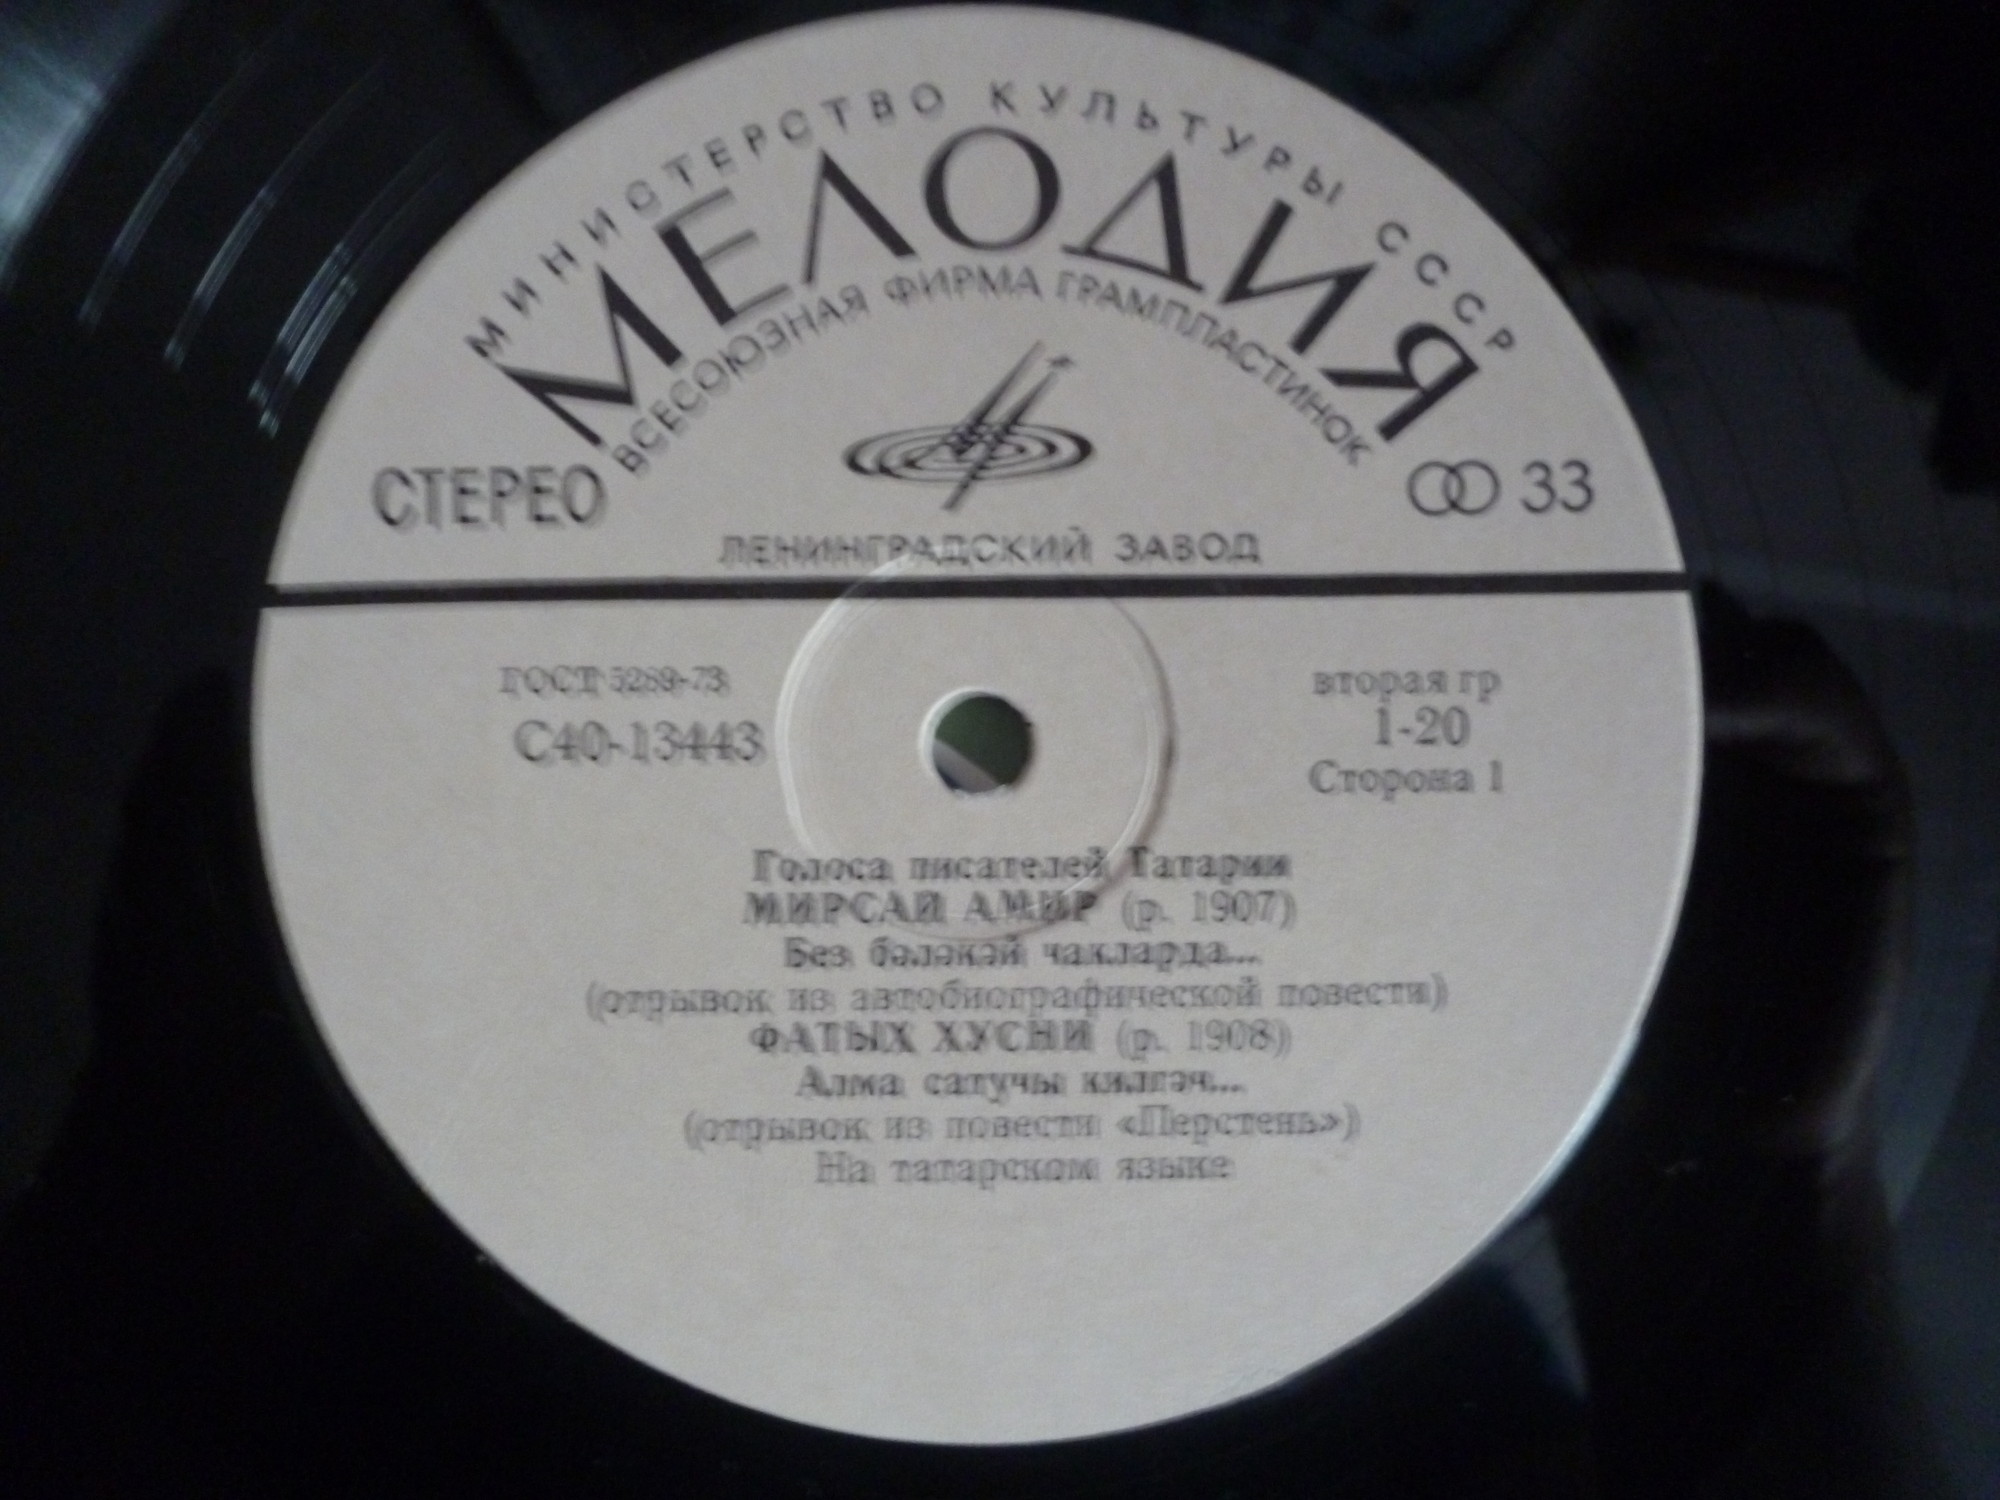 МИНИСТЕРСТВО КУЛЬТУРЫ СССР
МЕЛОДИЯ
ВСЕСОЮЗНАЯ ФИРМА ГРАМПЛАСТИНОК
СТЕРЕО
33
ЛЕНИНГРАДСКИЙ ЗАВОД
ГОСТ 5289-73
С40-13443
вторая гр
1-20
Сторона 1
Голоса писателей Татарии
МИРСАЙ АМИР (р. 1907)
Без бәләкәй чакларда...
(отрывок из автобиографической повести)
ФАТЫХ ХУСНИ (р. 1908)
Алма сатучы килгәч...
(отрывок из повести «Перстень»)
На татарском языке